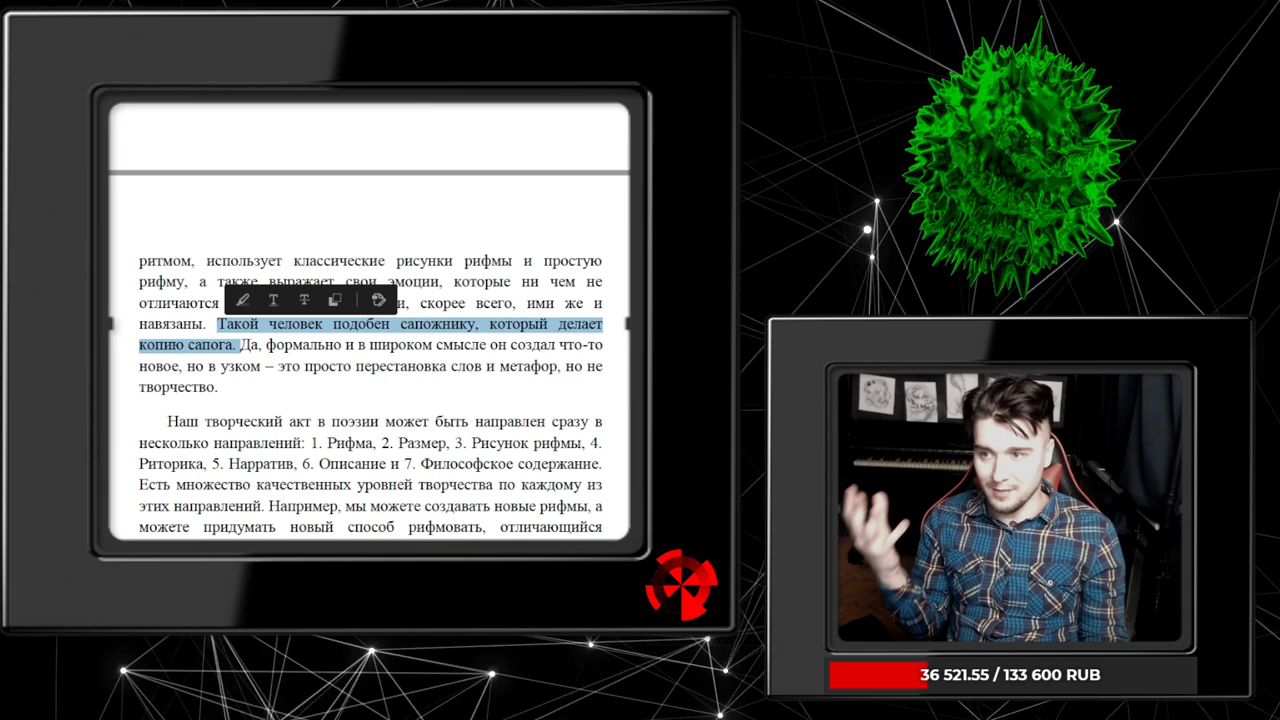 ритмом, использует классические рисунки рифмы и простую
рифму, а также выражает свои эмоции, которые ни чем не
отличаются и, скорее всего, ими же и
навязаны. Такой человек подобен сапожнику, который делает
копию сапога. Да, формально и в широком смысле он создал что-то
новое, но в узком – это просто перестановка слов и метафор, но не
творчество.
Наш творческий акт в поэзии может быть направлен сразу в
несколько направлений: 1. Рифма, 2. Размер, 3. Рисунок рифмы, 4.
Риторика, 5. Нарратив, 6. Описание и 7. Философское содержание.
Есть множество качественных уровней творчества по каждому из
этих направлений. Например, мы можете создавать новые рифмы, а
можете придумать новый способ рифмовать, отличающийся
36 521.55 / 133 600 RUB